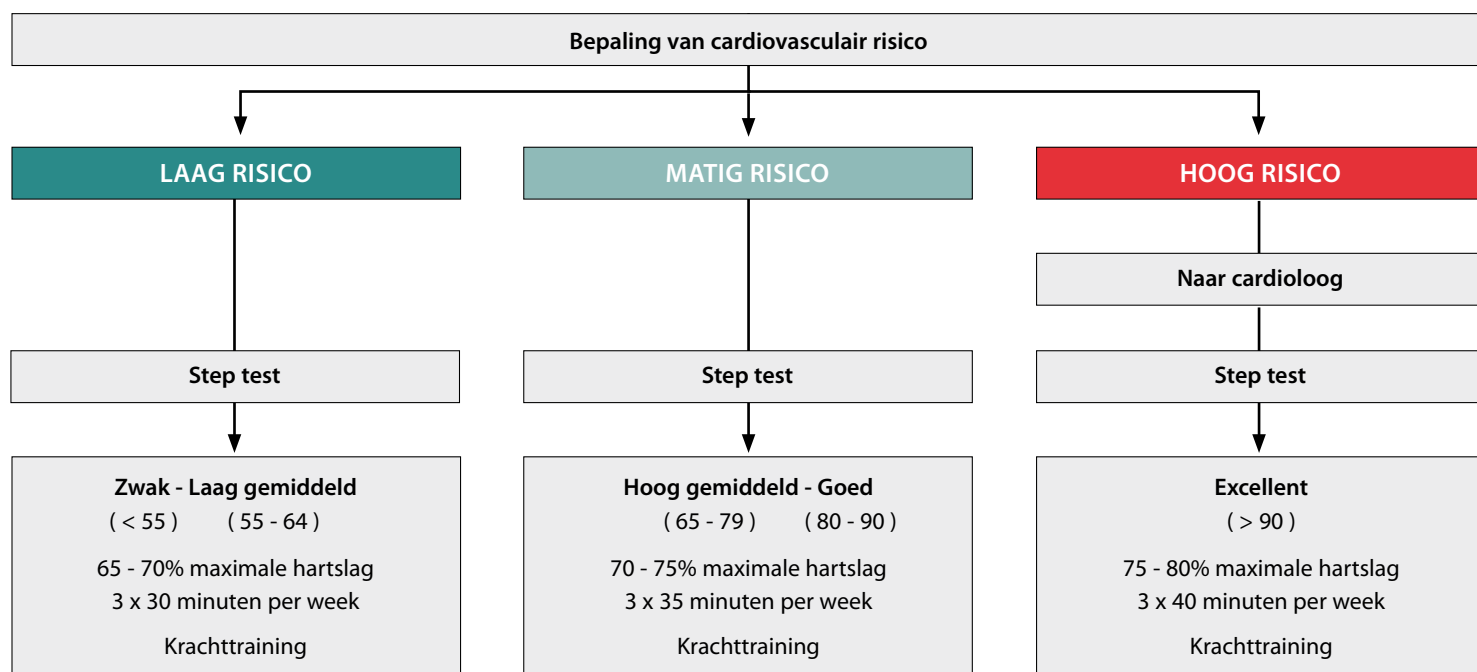 Bepaling van cardiovasculair risico
LAAG RISICO
MATIG RISICO
HOOG RISICO
Naar cardioloog
Step test
Step test
Step test
Zwak - Laag gemiddeld
( < 55 ) ( 55 - 64 )
65 - 70% maximale hartslag
3 x 30 minuten per week
Krachttraining
Hoog gemiddeld - Goed
( 65 - 79 ) ( 80 - 90 )
70 - 75% maximale hartslag
3 x 35 minuten per week
Krachttraining
Excellent
( > 90 )
75 - 80% maximale hartslag
3 x 40 minuten per week
Krachttraining